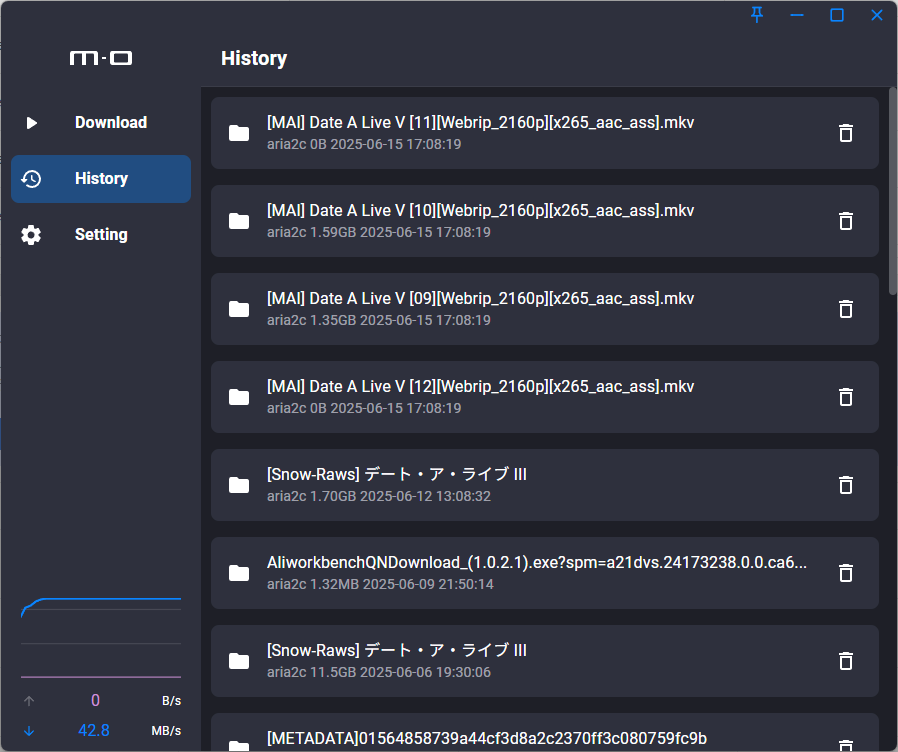 m-o
History
Download
History
Setting
[MAI] Date A Live V [11][Webrip_2160p][x265_aac_ass].mkv
aria2c 0B 2025-06-15 17:08:19
[MAI] Date A Live V [10][Webrip_2160p][x265_aac_ass].mkv
aria2c 1.59GB 2025-06-15 17:08:19
[MAI] Date A Live V [09][Webrip_2160p][x265_aac_ass].mkv
aria2c 1.35GB 2025-06-15 17:08:19
[MAI] Date A Live V [12][Webrip_2160p][x265_aac_ass].mkv
aria2c 0B 2025-06-15 17:08:19
[Snow-Raws] デート・ア・ライブ III
aria2c 1.70GB 2025-06-12 13:08:32
AliworkbenchQNDownload_(1.0.2.1).exe?spm=a21dvs.24173238.0.0.ca6...
aria2c 1.32MB 2025-06-09 21:50:14
[Snow-Raws] デート・ア・ライブ III
aria2c 11.5GB 2025-06-06 19:30:06
[METADATA]01564858739a44cf3d8a2c2370ff3c080759fc9b
0 B/s
42.8 MB/s